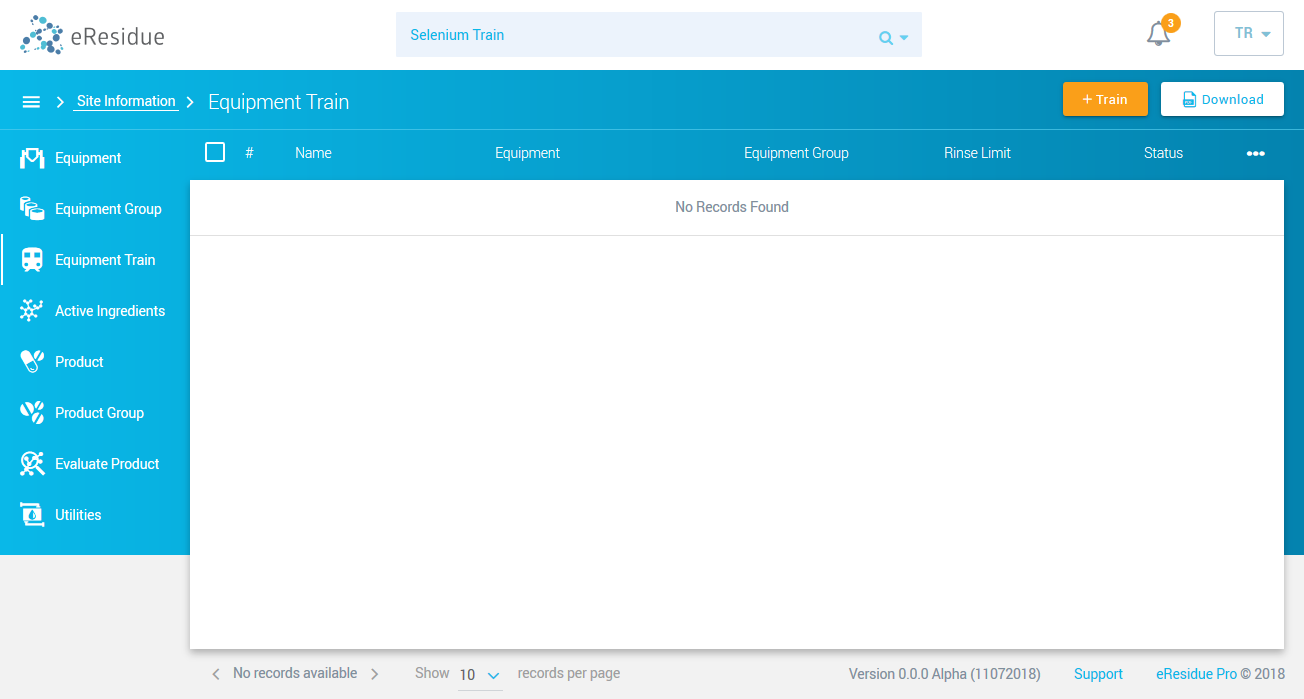 eResidue
Selenium Train
3
TR
Site Information
Equipment Train
+ Train
Download
Equipment
Equipment Group
Equipment Train
Active Ingredients
Product
Product Group
Evaluate Product
Utilities
# Name Equipment Equipment Group Rinse Limit Status
No Records Found
No records available
Show 10 records per page
Version 0.0.0 Alpha (11072018)
Support
eResidue Pro © 2018